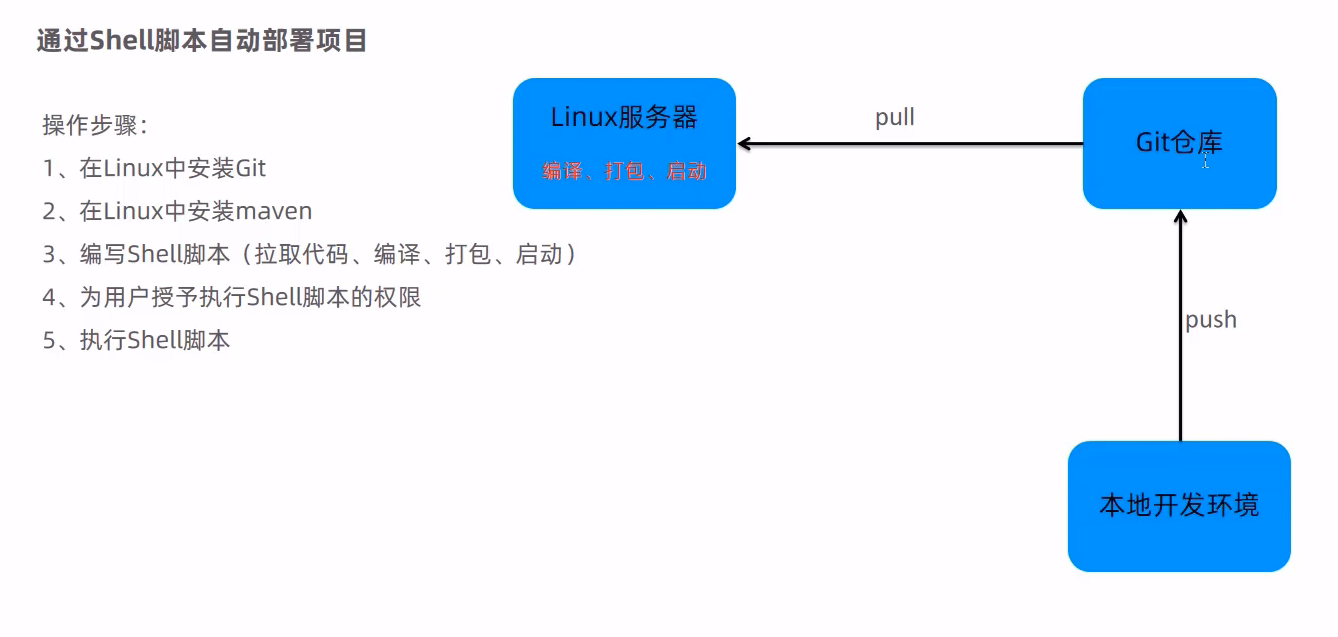 通过Shell脚本自动部署项目
操作步骤：
1、在Linux中安装Git
2、在Linux中安装maven
3、编写Shell脚本（拉取代码、编译、打包、启动）
4、为用户授予执行Shell脚本的权限
5、执行Shell脚本
Linux服务器
编译、打包、启动
pull
Git仓库
push
本地开发环境